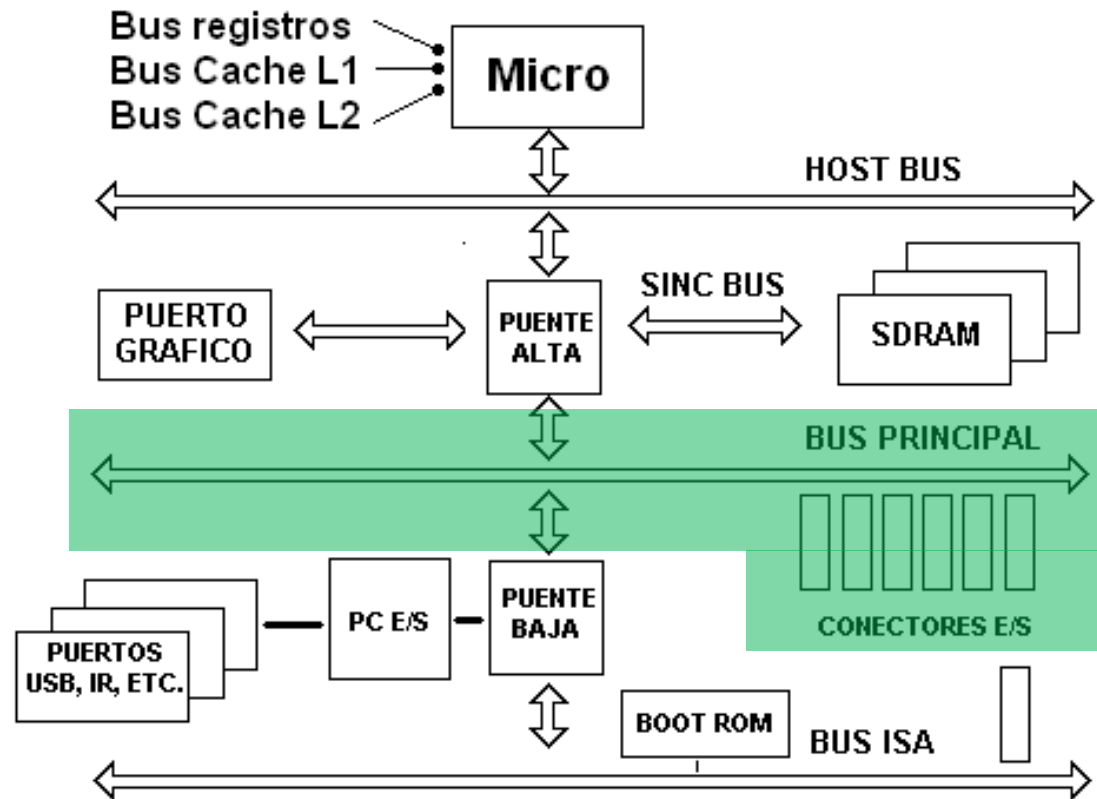 Bus registros
Bus Cache L1
Bus Cache L2
Micro
HOST BUS
PUERTO
GRAFICO
PUENTE
ALTA
SINC BUS
SDRAM
BUS PRINCIPAL
CONECTORES E/S
PUERTOS
USB, IR, ETC.
PC E/S
PUENTE
BAJA
BOOT ROM
BUS ISA